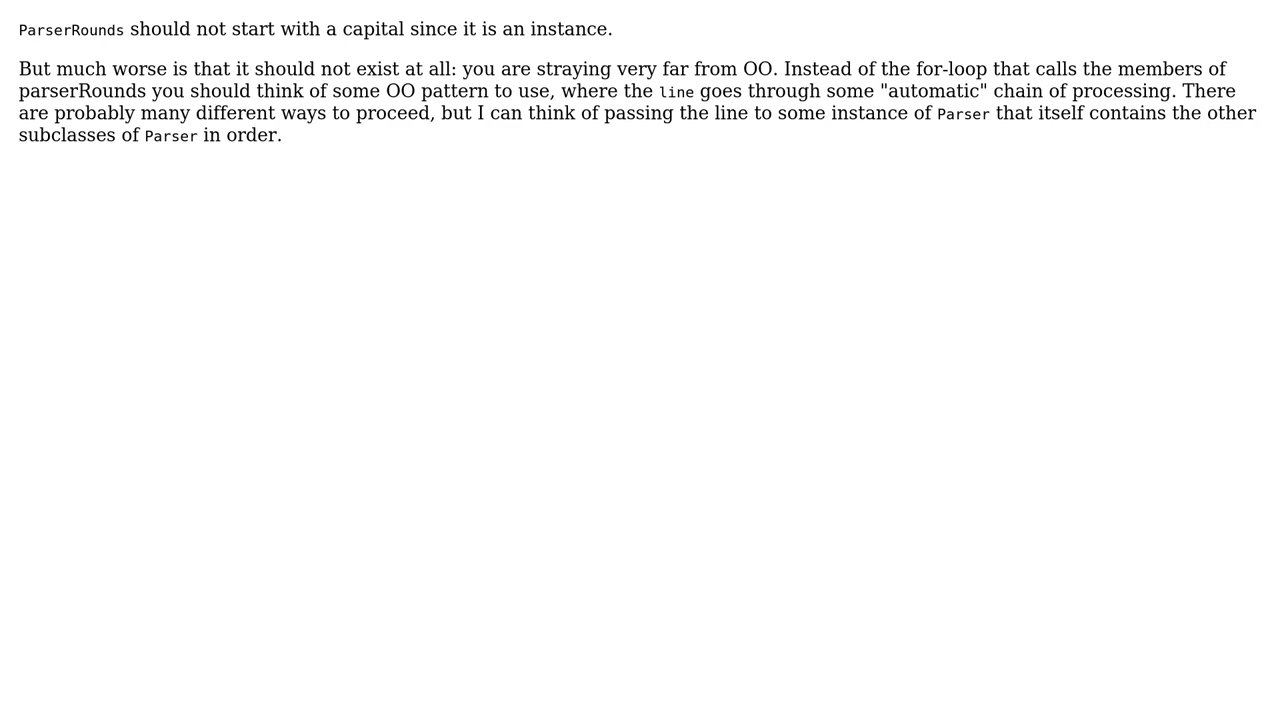 ParserRounds should not start with a capital since it is an instance.
But much worse is that it should not exist at all: you are straying very far from OO. Instead of the for-loop that calls the members of
parserRounds you should think of some OO pattern to use, where the line goes through some "automatic" chain of processing. There
are probably many different ways to proceed, but I can think of passing the line to some instance of Parser that itself contains the other
subclasses of Parser in order.